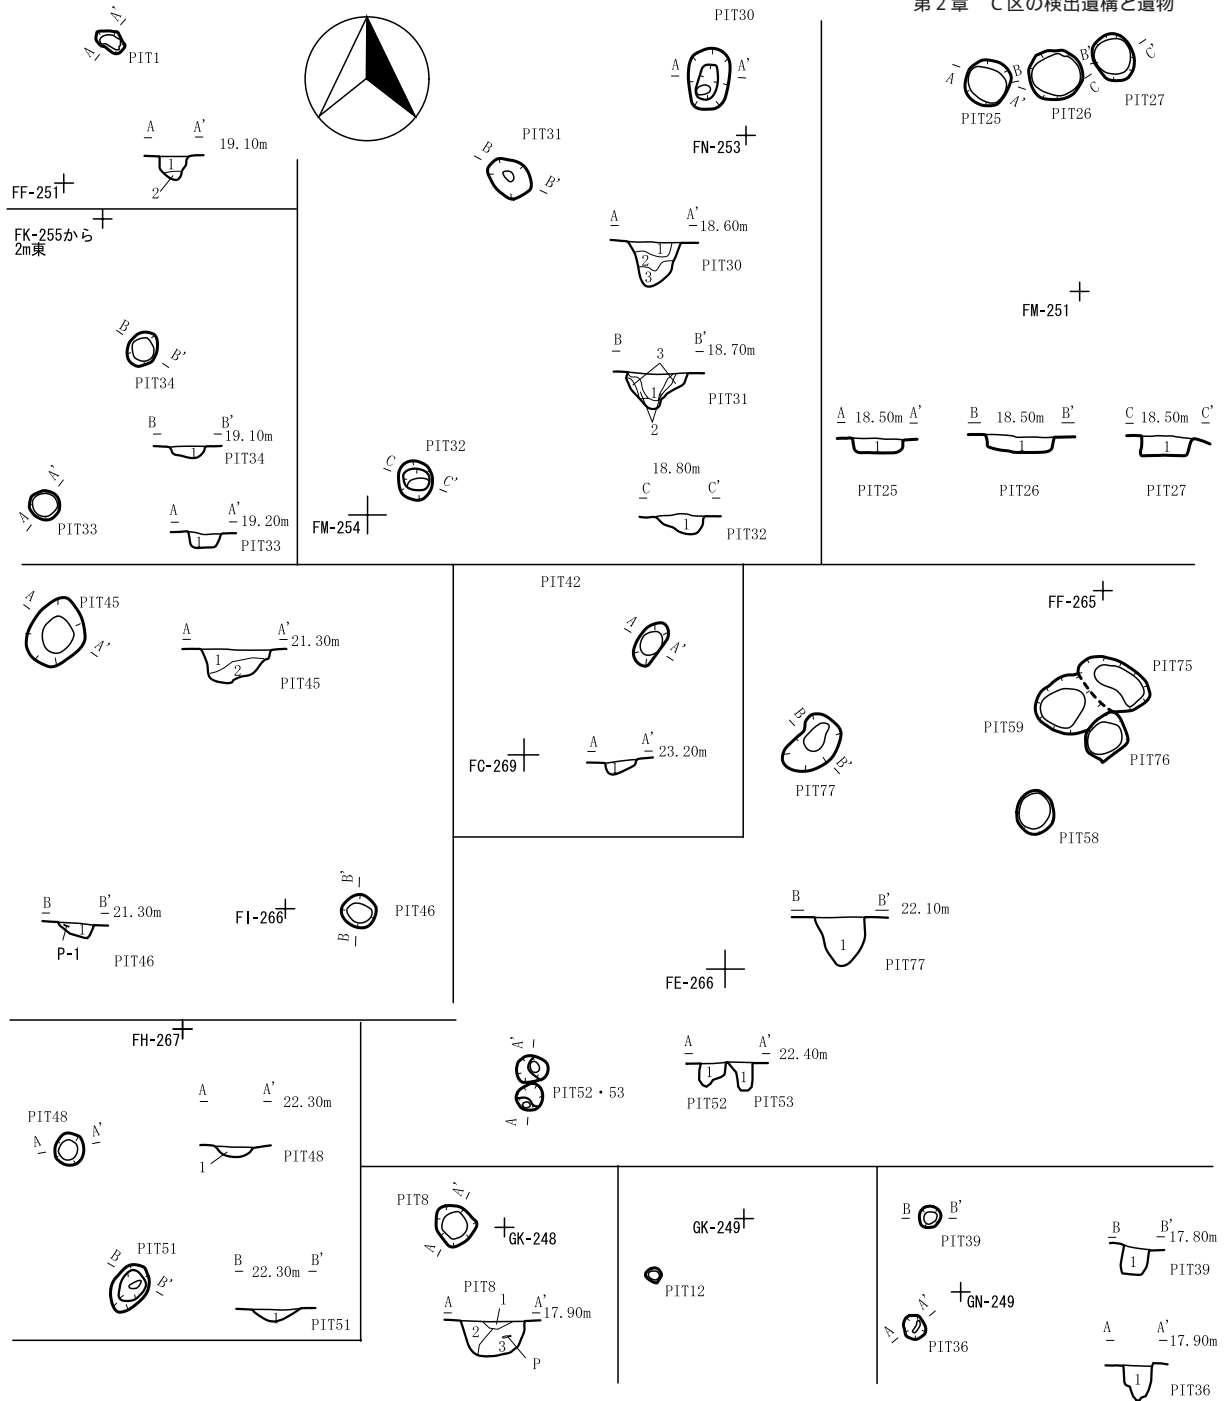 第２章　Ｃ区の検出遺構と遺物
A A' PIT1
A A' 19.10m
1
2
FF-251
FK-255から
2m東
B B' PIT34
B B' 19.10m
1 PIT34
A A' PIT33
A A' 19.20m
1 PIT33
PIT30
A A'
FN-253
PIT31
B B'
A A' 18.60m
1 2 3 PIT30
B B' 18.70m
3 1 2 PIT31
PIT32
C C'
FM-254
18.80m
C C'
1 PIT32
A A' PIT25
B B' PIT26
C C' PIT27
FM-251
A 18.50m A'
1
PIT25
B 18.50m B'
1
PIT26
C 18.50m C'
1
PIT27
A A' PIT45
A A' 21.30m
1 2 PIT45
B B' 21.30m
1 P-1 PIT46
FI-266
B' B PIT46
PIT42
A A'
FC-269
A A' 23.20m
1
FF-265
PIT75
PIT59
PIT76
PIT58
B B' PIT77
B B' 22.10m
1 PIT77
FE-266
A' A PIT52・53
A A' 22.40m
1 1
PIT52 PIT53
FH-267
PIT48
A A'
A A' 22.30m
1 PIT48
PIT51
B B'
B 22.30m B'
1 PIT51
PIT8
A A'
GK-248
PIT8
A A' 17.90m
1 2 3 P
GK-249
PIT12
B B' PIT39
B B' 17.80m
1 PIT39
GN-249
A A' PIT36
A A' 17.90m
1 PIT36